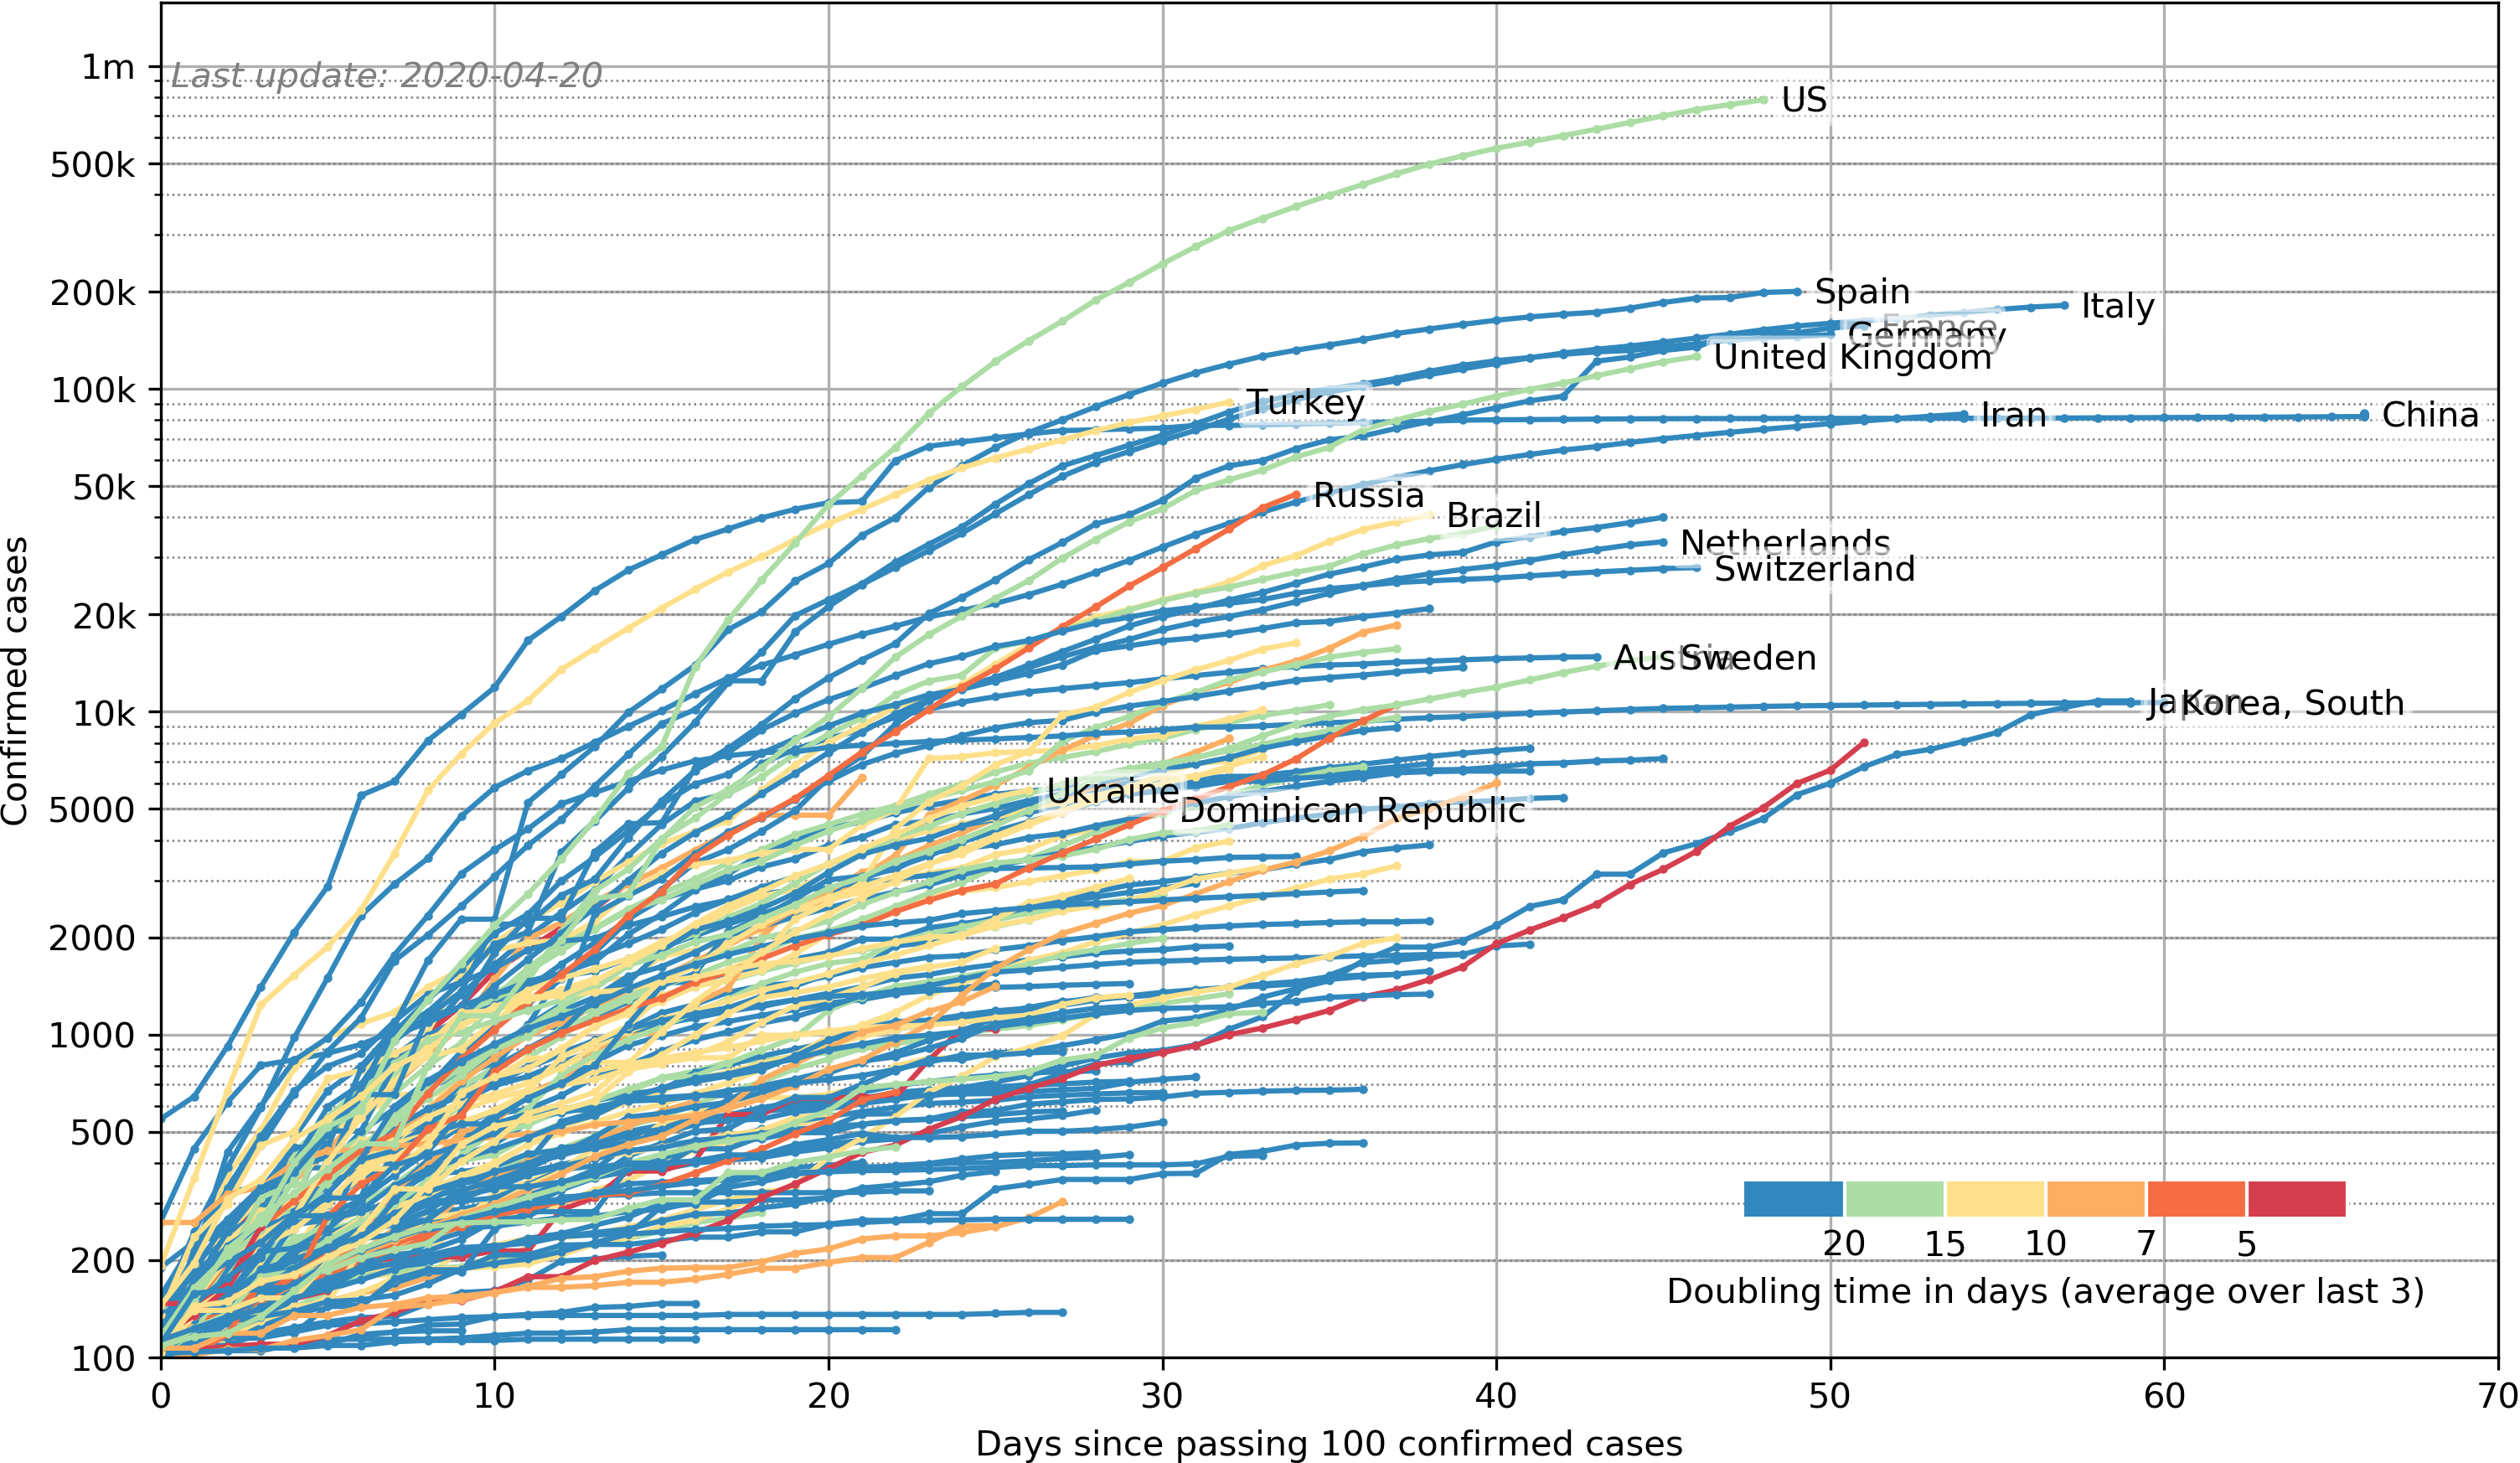 1m
Last update: 2020-04-20
US
500k
200k
Spain
Italy
France
Germany
United Kingdom
100k
Turkey
Iran
China
50k
Russia
Brazil
Netherlands
Switzerland
20k
Austria
Sweden
10k
Japan
Korea, South
5000
Ukraine
Dominican Republic
2000
1000
500
200
100
20 15 10 7 5
Doubling time in days (average over last 3)
0 10 20 30 40 50 60 70
Days since passing 100 confirmed cases
Confirmed cases